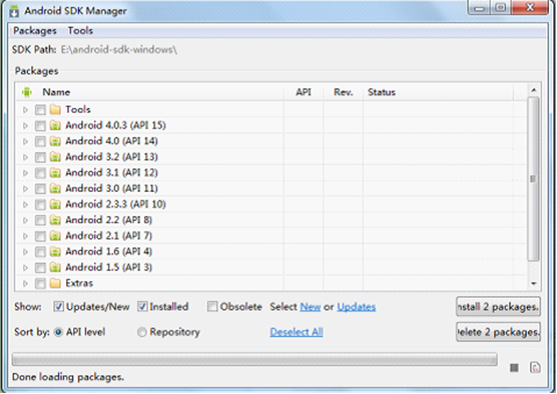 Android SDK Manager
Packages Tools
SDK Path: E:\android-sdk-windows\
Packages
Name API Rev. Status
Tools
Android 4.0.3 (API 15)
Android 4.0 (API 14)
Android 3.2 (API 13)
Android 3.1 (API 12)
Android 3.0 (API 11)
Android 2.3.3 (API 10)
Android 2.2 (API 8)
Android 2.1 (API 7)
Android 1.6 (API 4)
Android 1.5 (API 3)
Extras
Show: Updates/New Installed Obsolete Select New or Updates nstall 2 packages.
Sort by: API level Repository Deselect All elete 2 packages.
Done loading packages.